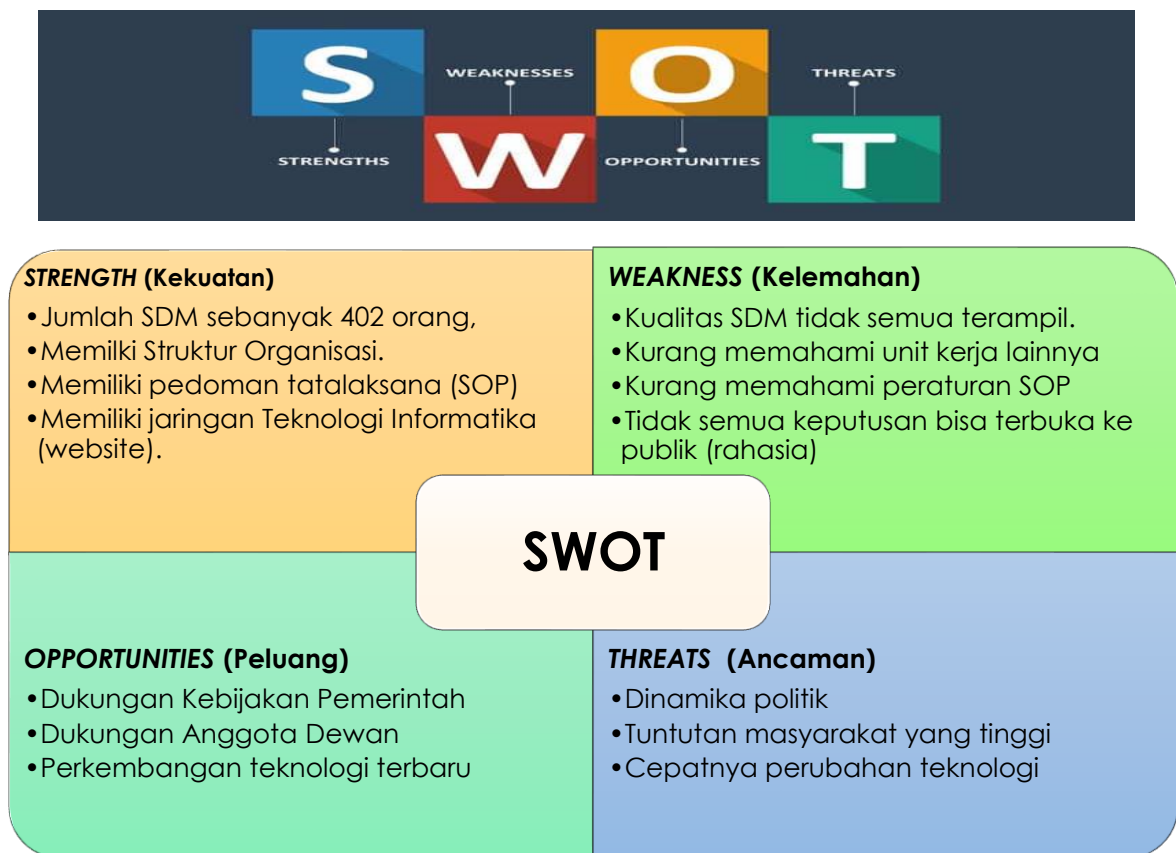 S
W
O
T
STRENGTHS
WEAKNESSES
OPPORTUNITIES
THREATS
STRENGTH (Kekuatan)
•Jumlah SDM sebanyak 402 orang,
•Memilki Struktur Organisasi.
•Memiliki pedoman tatalaksana (SOP)
•Memiliki jaringan Teknologi Informatika
(website).
WEAKNESS (Kelemahan)
•Kualitas SDM tidak semua terampil.
•Kurang memahami unit kerja lainnya
•Kurang memahami peraturan SOP
•Tidak semua keputusan bisa terbuka ke
publik (rahasia)
SWOT
OPPORTUNITIES (Peluang)
•Dukungan Kebijakan Pemerintah
•Dukungan Anggota Dewan
•Perkembangan teknologi terbaru
THREATS (Ancaman)
•Dinamika politik
•Tuntutan masyarakat yang tinggi
•Cepatnya perubahan teknologi